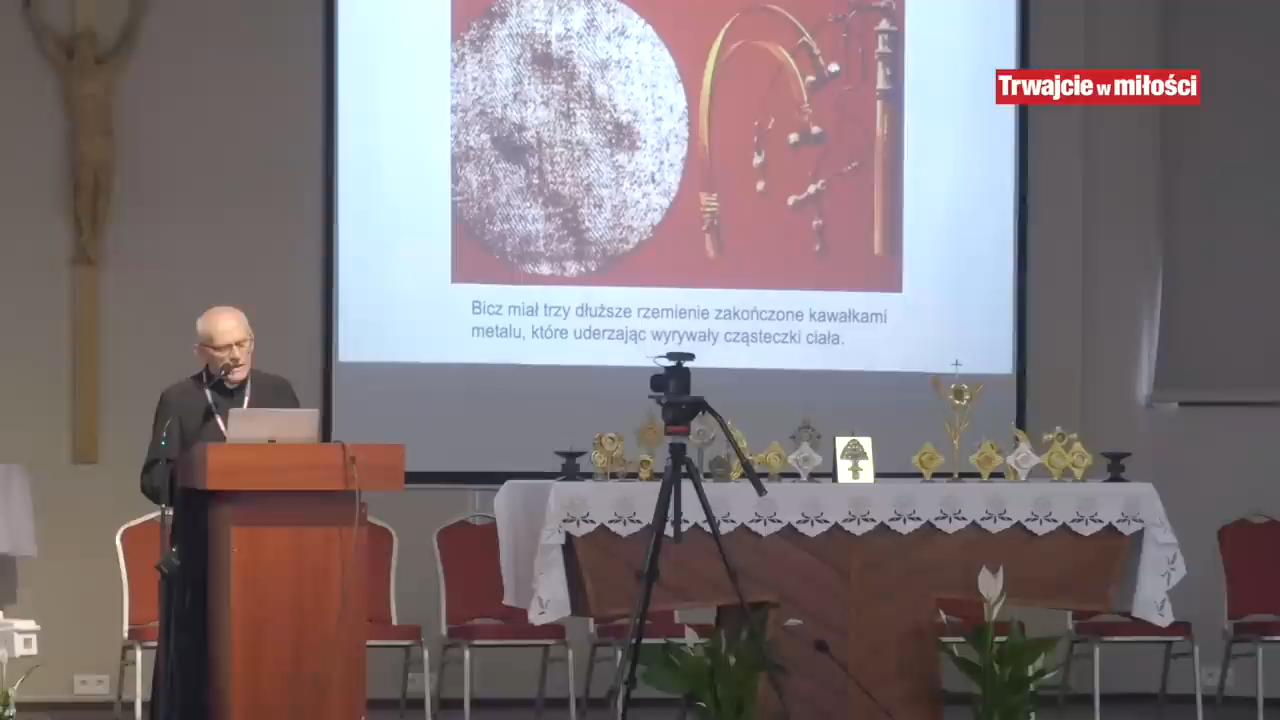 Trwajcie w miłości
Bicz miał trzy dłuższe rzemienie zakończone kawałkami
metalu, które uderzając wyrywały cząsteczki ciała.